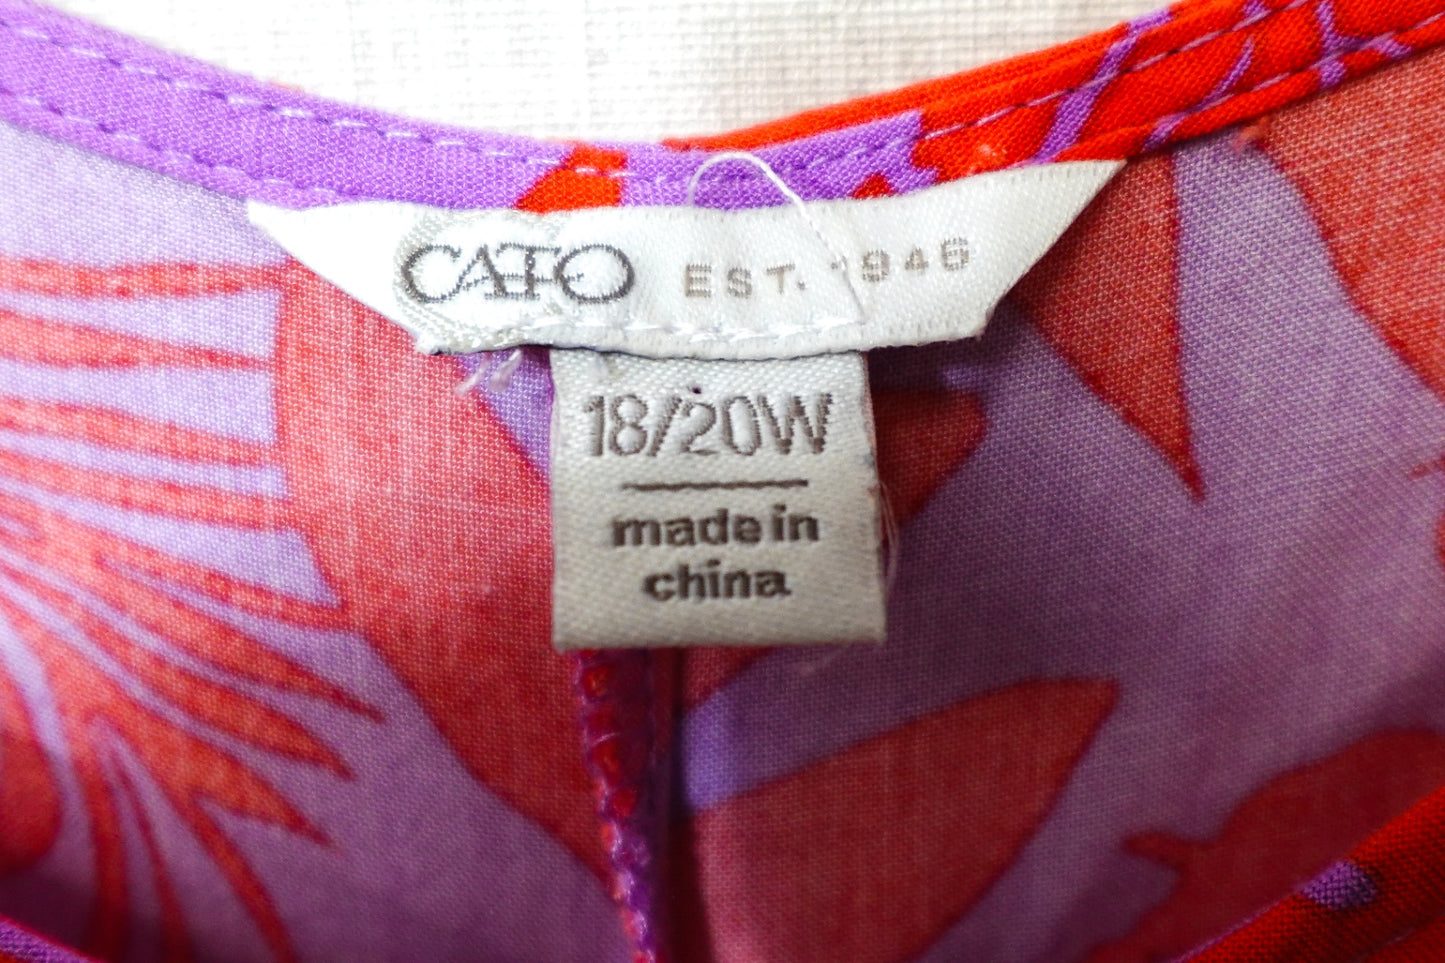 CATO EST. 1946
18/20W
made in
china